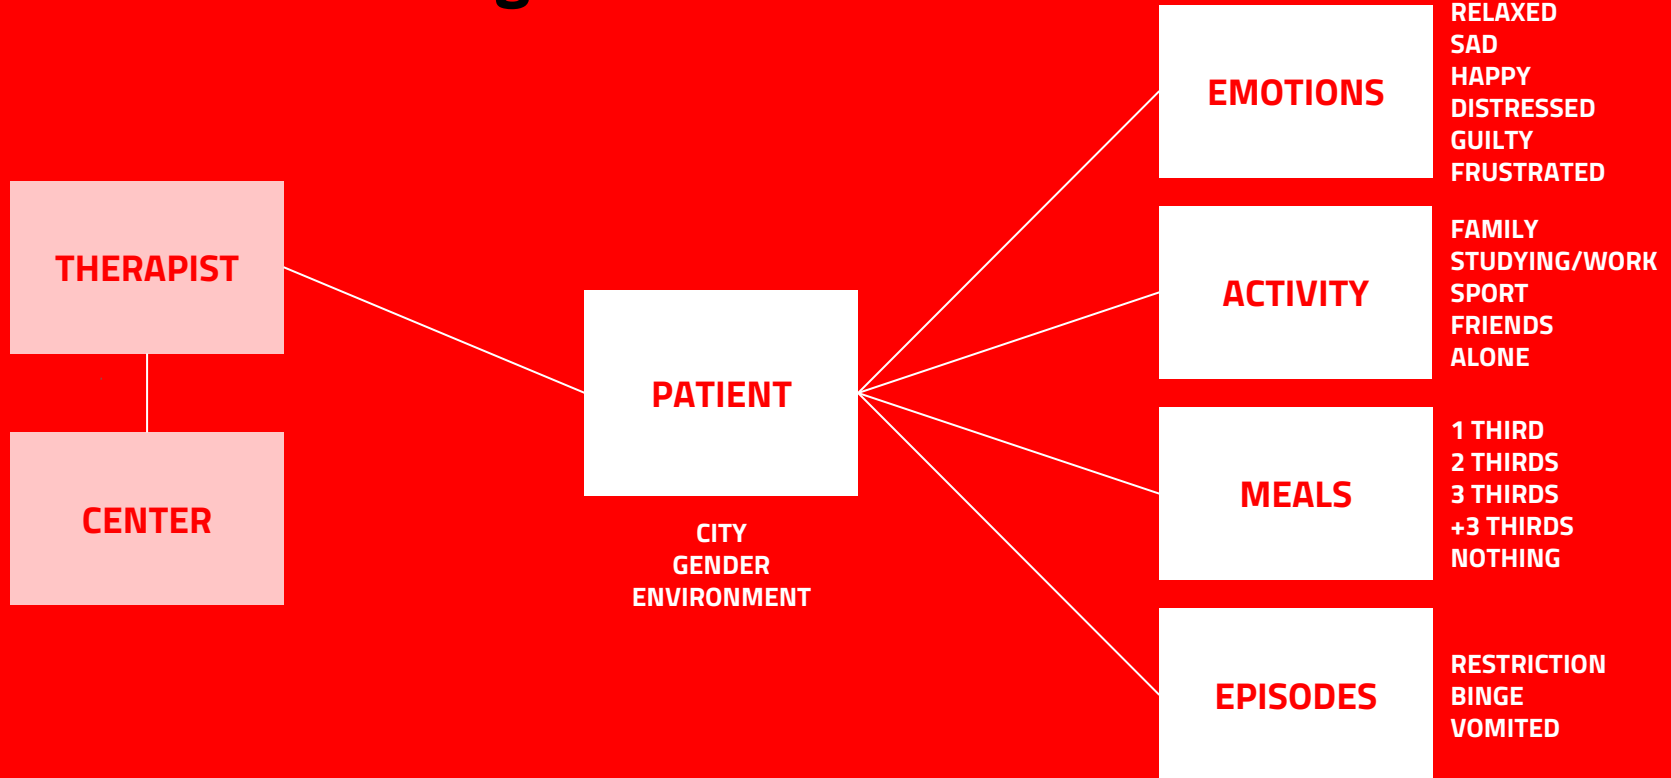 THERAPIST
CENTER
PATIENT
CITY
GENDER
ENVIRONMENT
EMOTIONS
RELAXED
SAD
HAPPY
DISTRESSED
GUILTY
FRUSTRATED
ACTIVITY
FAMILY
STUDYING/WORK
SPORT
FRIENDS
ALONE
MEALS
1 THIRD
2 THIRDS
3 THIRDS
+3 THIRDS
NOTHING
EPISODES
RESTRICTION
BINGE
VOMITED